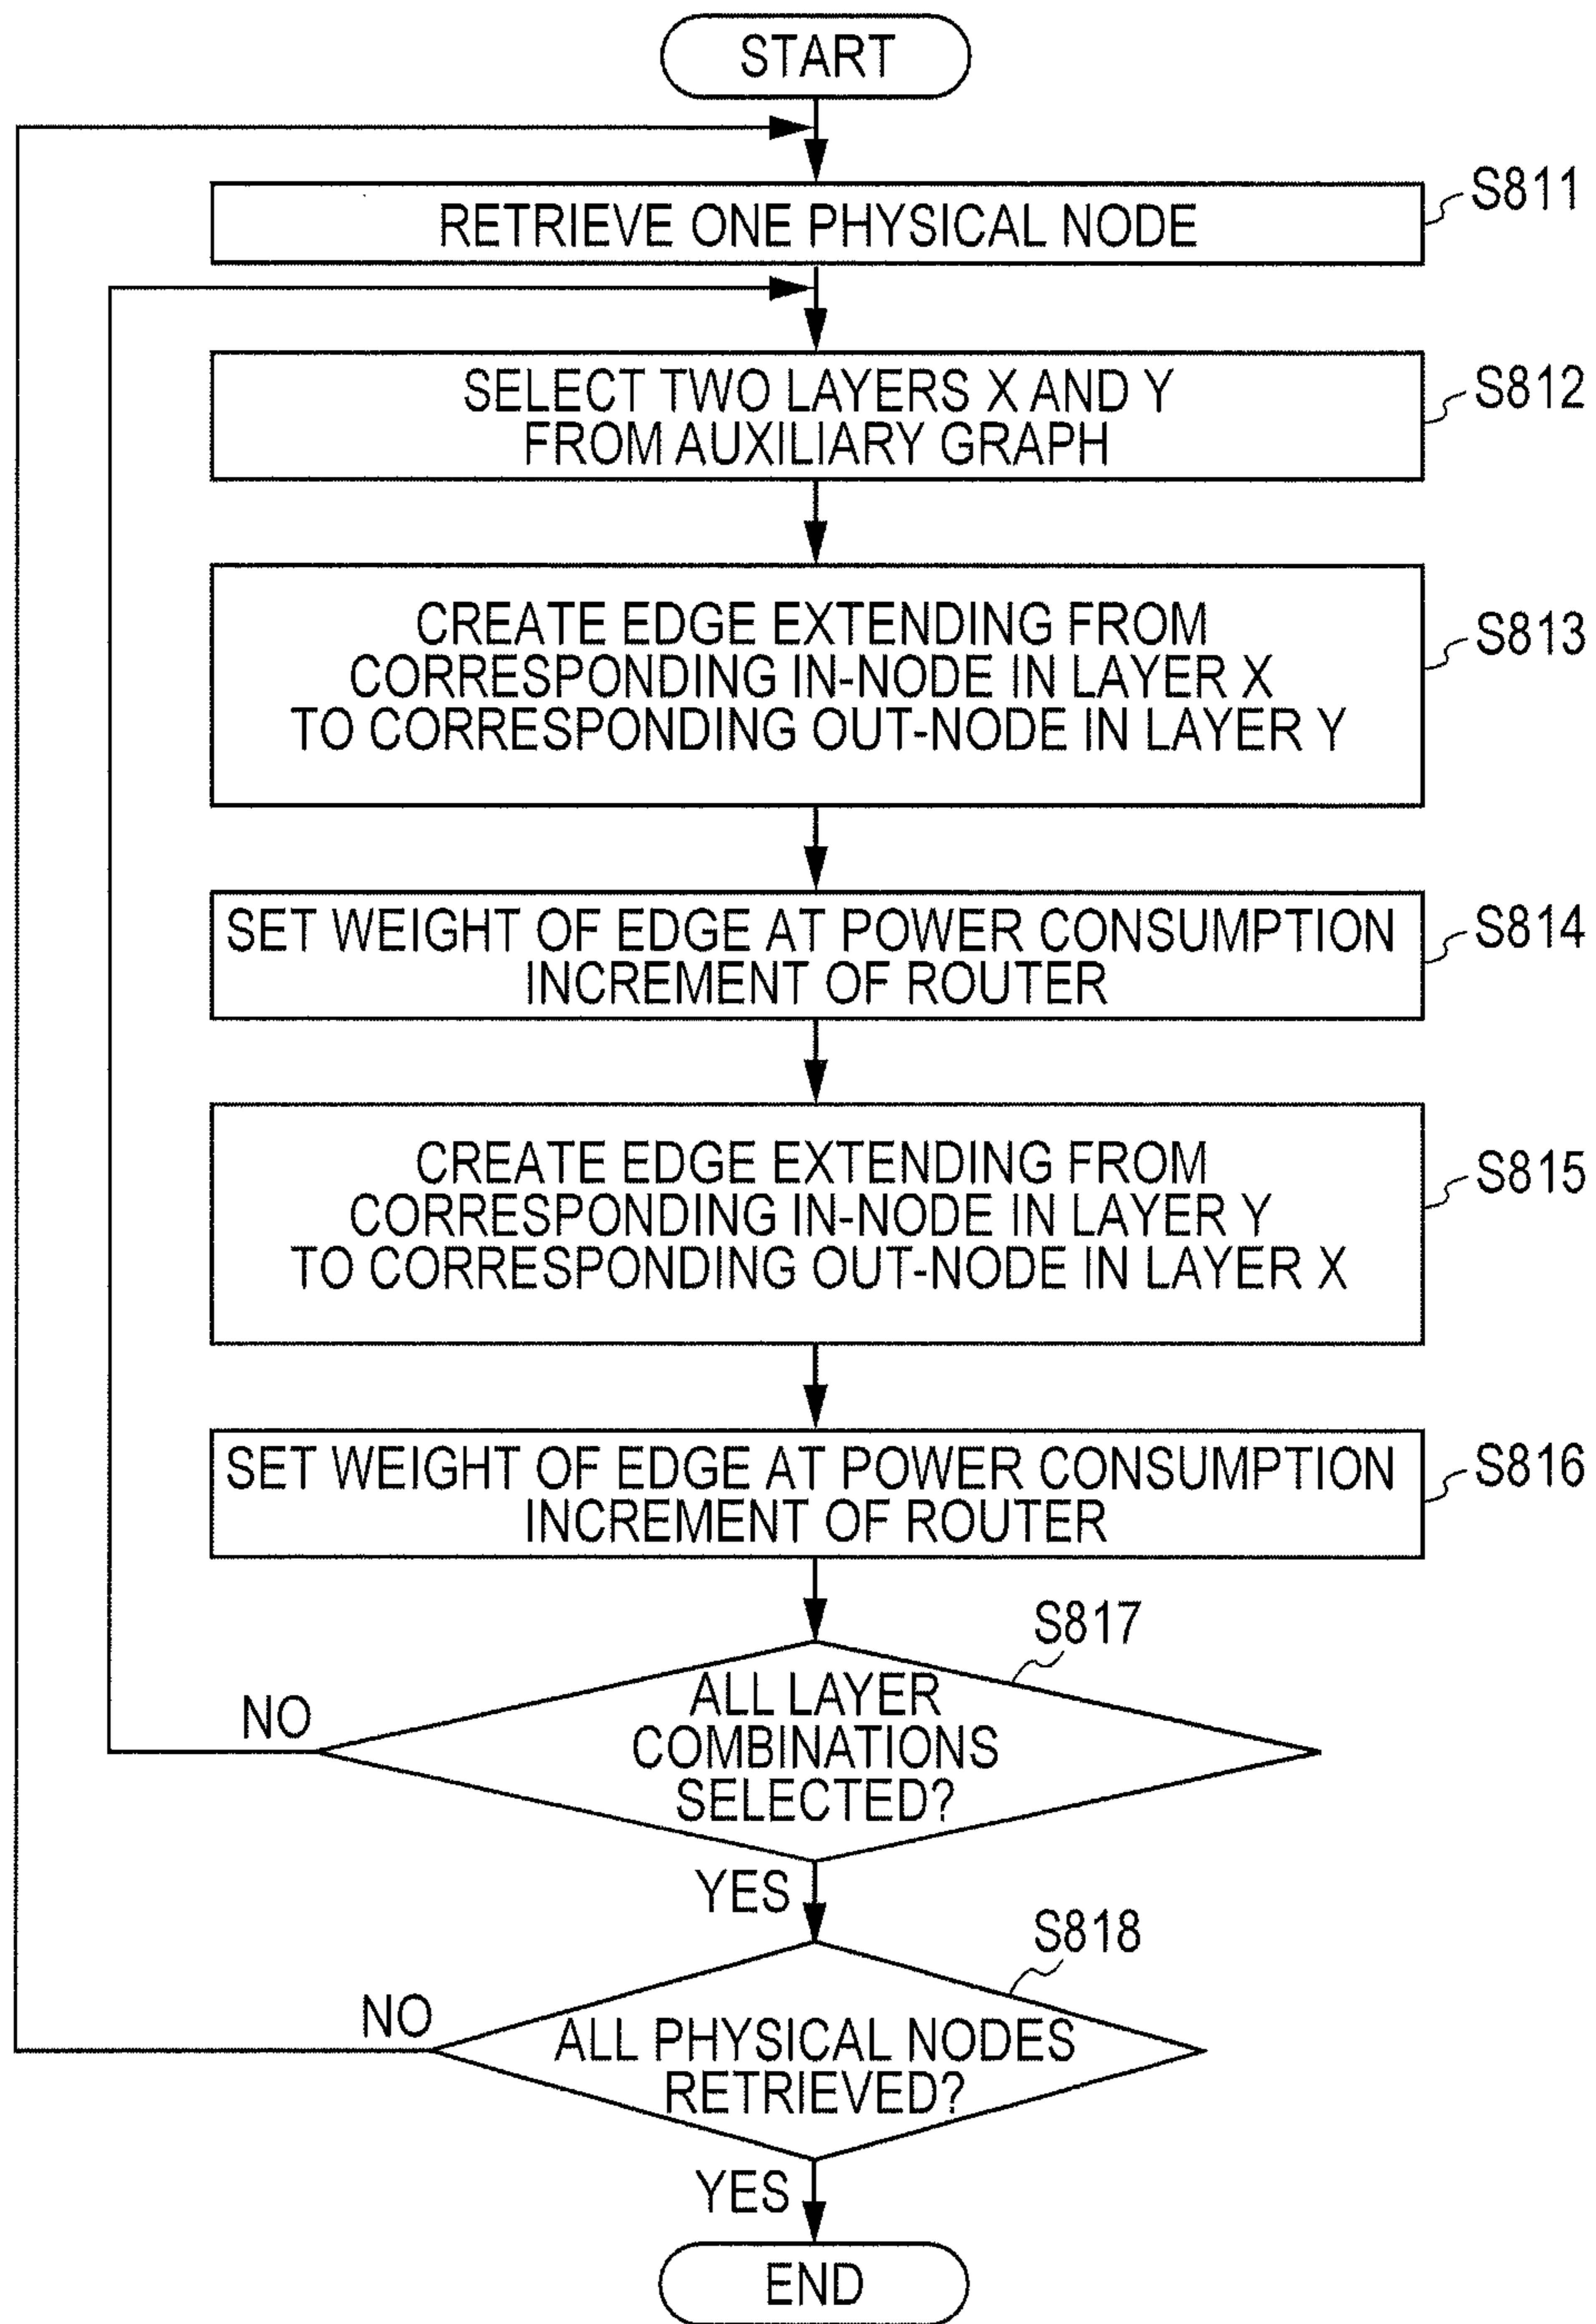 START
RETRIEVE ONE PHYSICAL NODE
S811
SELECT TWO LAYERS X AND Y
FROM AUXILIARY GRAPH
S812
CREATE EDGE EXTENDING FROM
CORRESPONDING IN-NODE IN LAYER X
TO CORRESPONDING OUT-NODE IN LAYER Y
S813
SET WEIGHT OF EDGE AT POWER CONSUMPTION
INCREMENT OF ROUTER
S814
CREATE EDGE EXTENDING FROM
CORRESPONDING IN-NODE IN LAYER Y
TO CORRESPONDING OUT-NODE IN LAYER X
S815
SET WEIGHT OF EDGE AT POWER CONSUMPTION
INCREMENT OF ROUTER
S816
S817
ALL LAYER
COMBINATIONS
SELECTED?
NO
YES
S818
ALL PHYSICAL NODES
RETRIEVED?
NO
YES
END